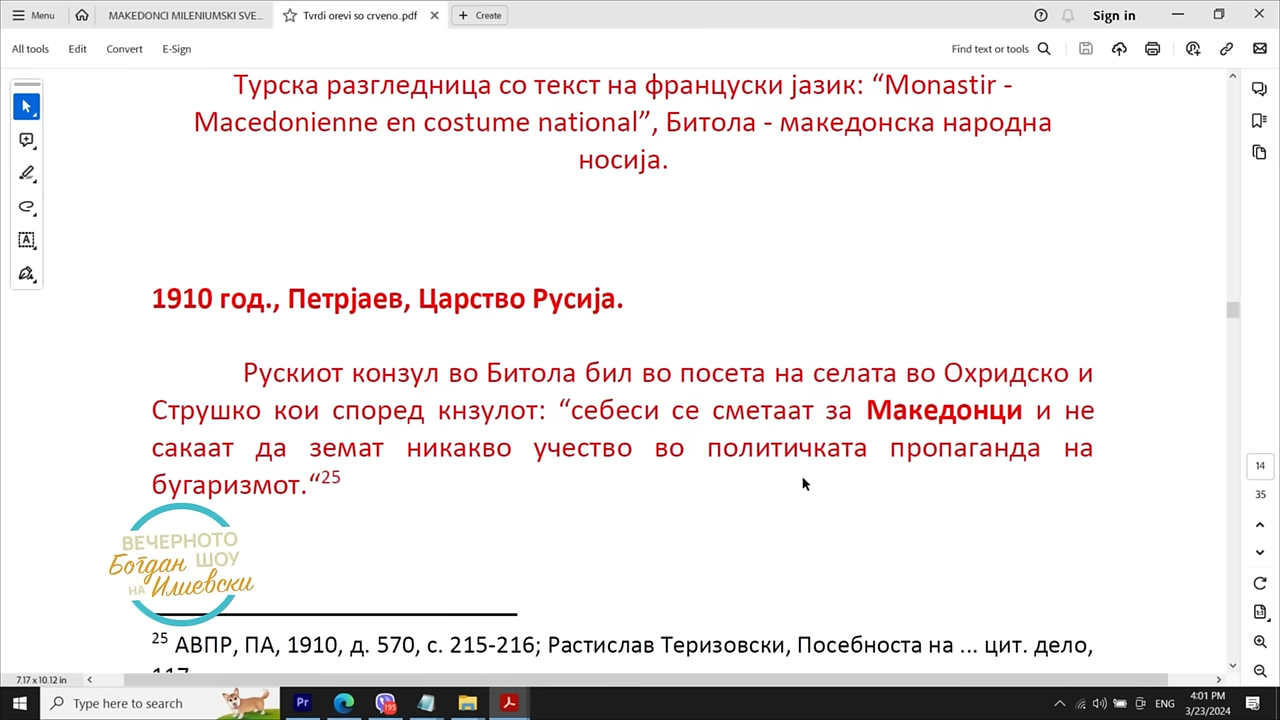 Menu
MAKEDONCI MILENIUMSKI SVE...
Tvrdi orevi so crveno.pdf
Create
Sign in
All tools
Edit
Convert
E-Sign
Find text or tools
Турска разгледница со текст на француски јазик: “Monastir -
Macedonienne en costume national”, Битола - македонска народна
носија.
1910 год., Петрјаев, Царство Русија.
Рускиот конзул во Битола бил во посета на селата во Охридско и
Струшко кои според кнзулот: “себеси се сметаат за Македонци и не
сакаат да земат никакво учество во политичката пропаганда на
бугаризмот.“25
ВЕЧЕРНОТО
Богдан ШОУ
НА Илиевски
25 АВПР, ПА, 1910, д. 570, с. 215-216; Растислав Теризовски, Посебноста на ... цит. дело,
117
14
35
7.17 x 10.12 in
Type here to search
Pr
195
ENG
4:01 PM
3/23/2024